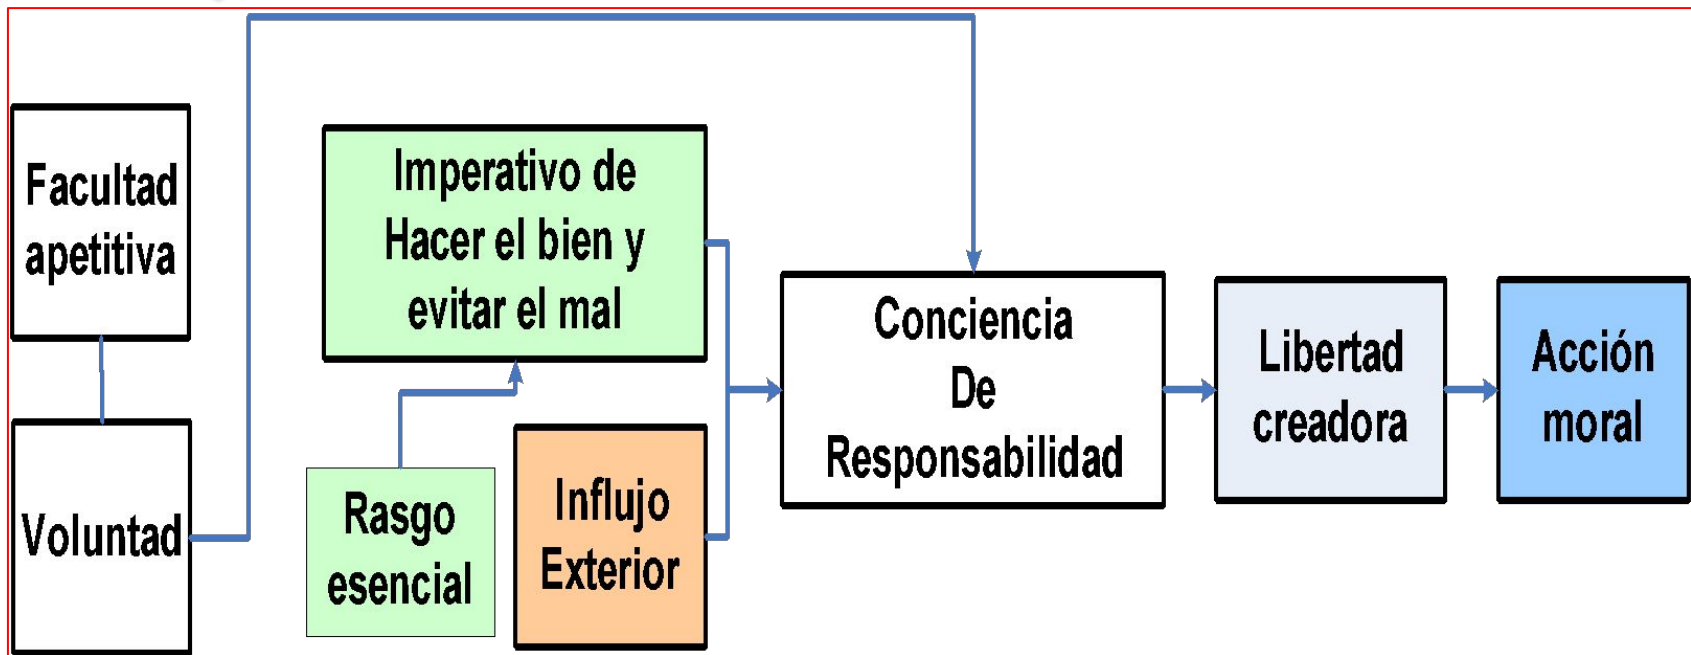 Facultad
apetitiva
Voluntad
Imperativo de
Hacer el bien y
evitar el mal
Rasgo
esencial
Influjo
Exterior
Conciencia
De
Responsabilidad
Libertad
creadora
Acción
moral